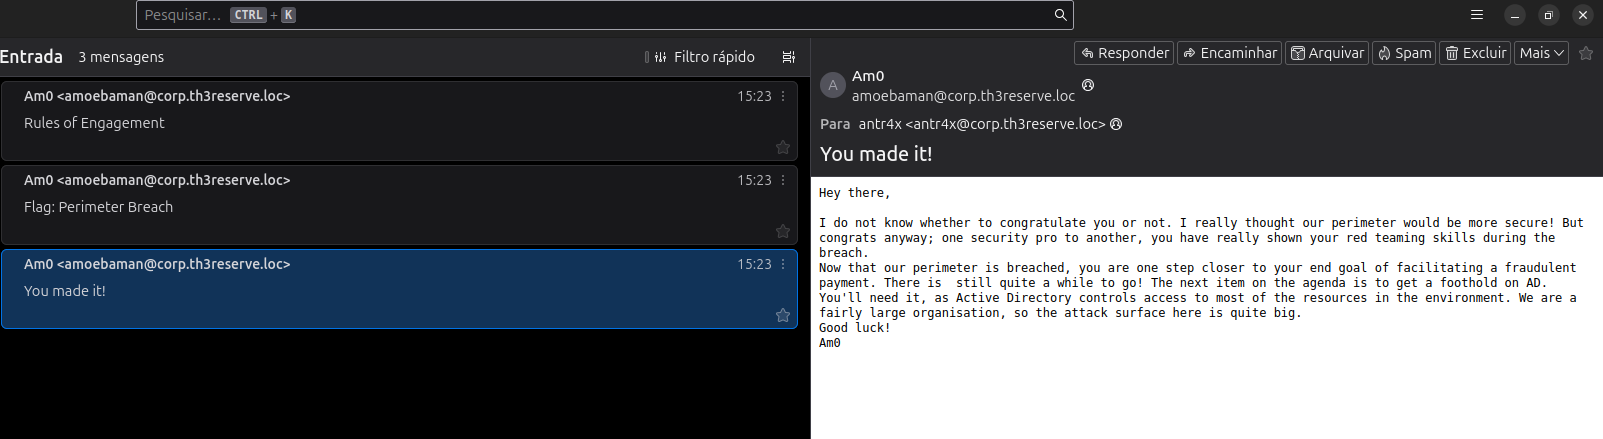 Pesquisar... CTRL + K
Entrada 3 mensagens Filtro rápido
Am0 <amoebaman@corp.th3reserve.loc> 15:23
Rules of Engagement
Am0 <amoebaman@corp.th3reserve.loc> 15:23
Flag: Perimeter Breach
Am0 <amoebaman@corp.th3reserve.loc> 15:23
You made it!
Responder Encaminhar Arquivar Spam Excluir Mais
A
Am0
amoebaman@corp.th3reserve.loc
Para antr4x <antr4x@corp.th3reserve.loc>
You made it!
Hey there,
I do not know whether to congratulate you or not. I really thought our perimeter would be more secure! But
congrats anyway; one security pro to another, you have really shown your red teaming skills during the
breach.
Now that our perimeter is breached, you are one step closer to your end goal of facilitating a fraudulent
payment. There is  still quite a while to go! The next item on the agenda is to get a foothold on AD.
You'll need it, as Active Directory controls access to most of the resources in the environment. We are a
fairly large organisation, so the attack surface here is quite big.
Good luck!
Am0